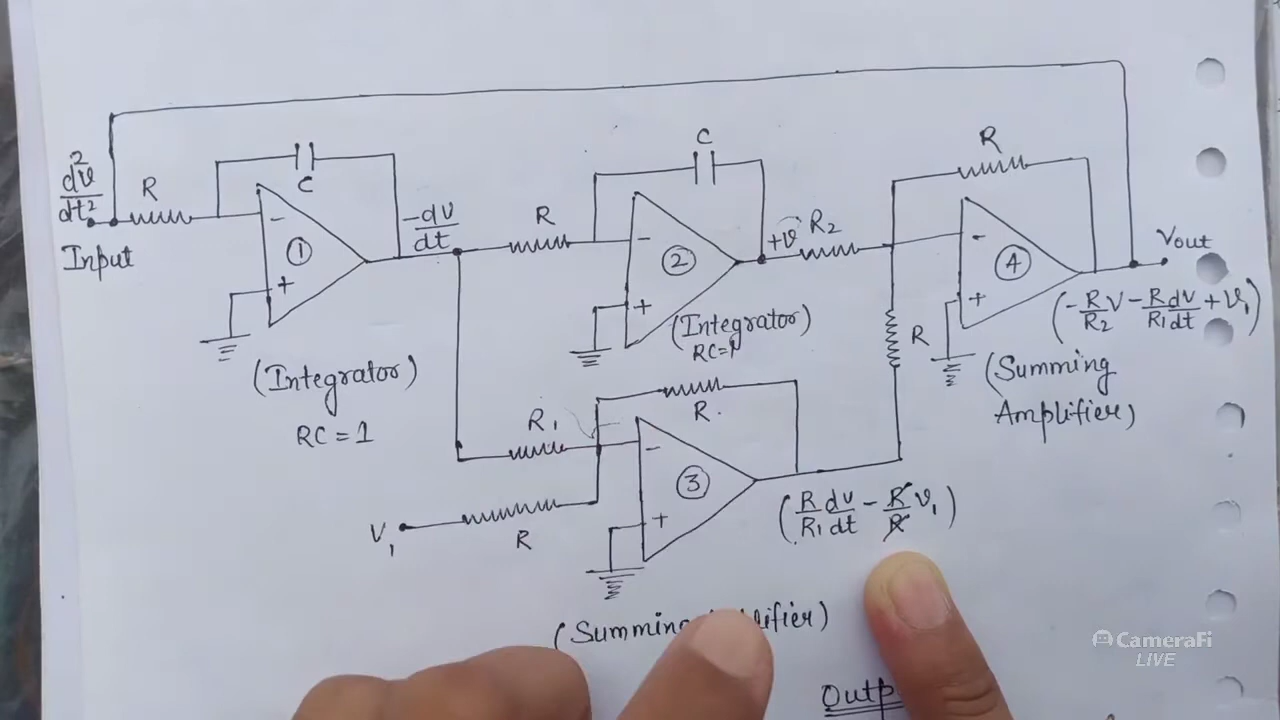 d²v/dt²
Input
R
C
-
+
①
(Integrator)
RC = 1
-dv/dt
R
C
-
+
②
(Integrator)
RC=1
+v
R2
R
-
+
④
Vout
(-R/R2 V - R/R1 dv/dt + V1)
(Summing
Amplifier)
R
R1
R.
-
+
③
V1
R
(R/R1 dv/dt - R/R v1)
(Summing
lifier)
Outp
CameraFi
LIVE